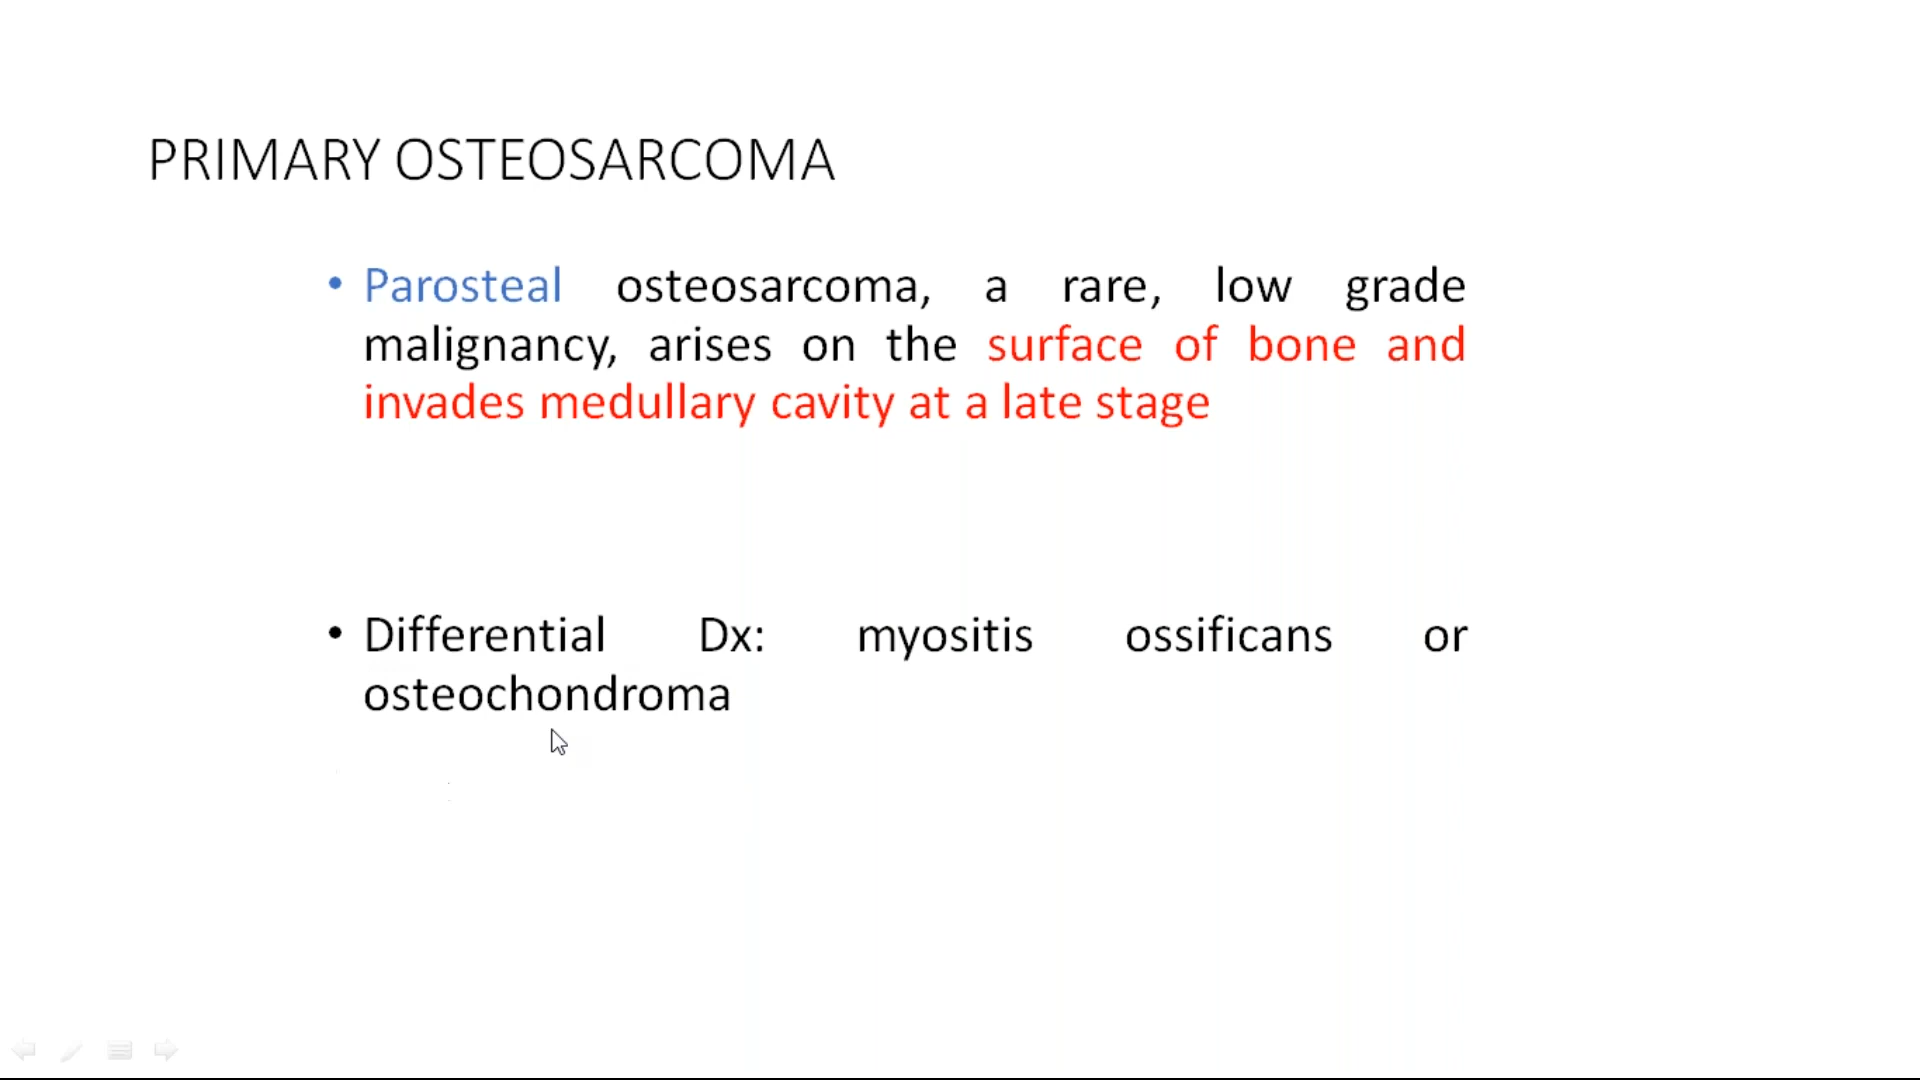 PRIMARY OSTEOSARCOMA
• Parosteal osteosarcoma, a rare, low grade
malignancy, arises on the surface of bone and
invades medullary cavity at a late stage
• Differential Dx: myositis ossificans or
osteochondroma